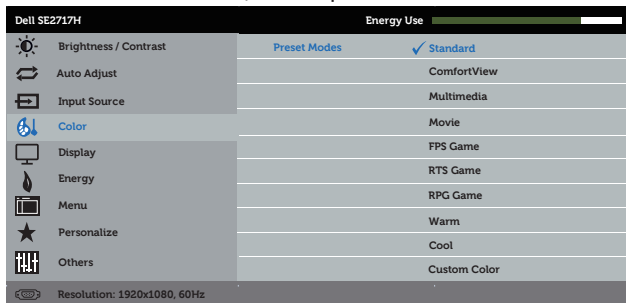 Dell SE2717H Energy Use
Brightness / Contrast Preset Modes Standard
Auto Adjust ComfortView
Input Source Multimedia
Color Movie
Display FPS Game
Energy RTS Game
Menu RPG Game
Personalize Warm
Cool
Others Custom Color
Resolution: 1920x1080, 60Hz